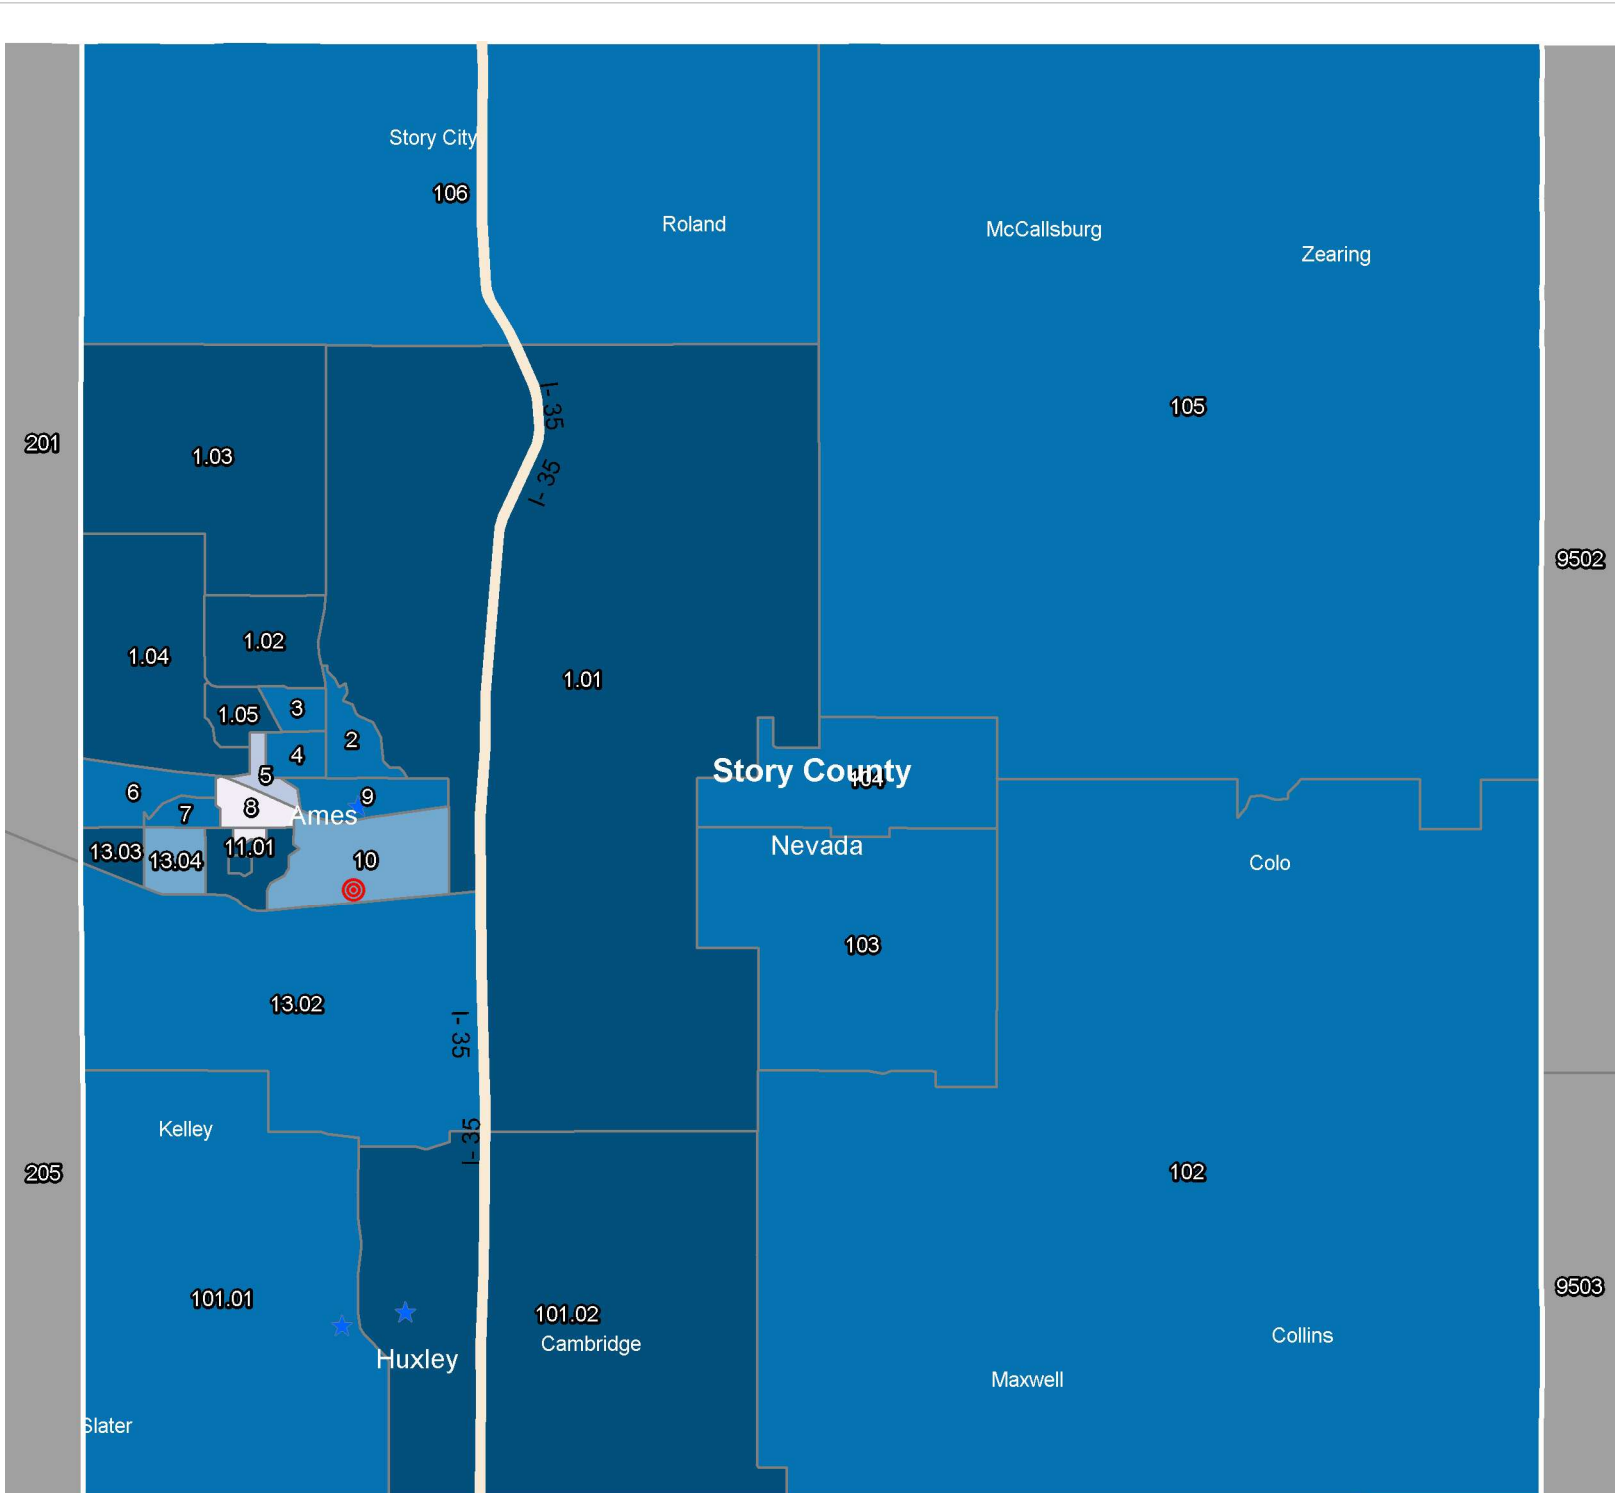 Story City
106
Roland
McCallsburg
Zearing
I- 35
105
201
1.03
I- 35
9502
1.02
1.04
1.01
3
1.05
2
4
Story County
104
5
6
9
8
7
Ames
Nevada
11.01
13.03
13.04
10
Colo
103
13.02
I- 35
Kelley
I- 35
205
102
9503
101.01
101.02
Collins
Cambridge
Huxley
Maxwell
Slater